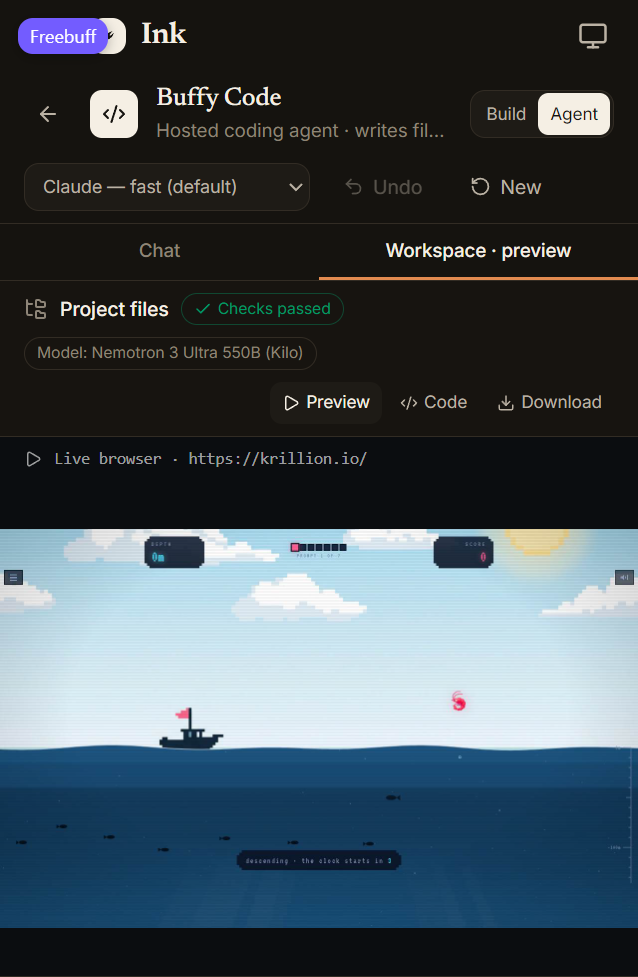 Freebuff
Ink
Buffy Code
Hosted coding agent · writes fil...
Build
Agent
Claude — fast (default)
Undo
New
Chat
Workspace · preview
Project files
Checks passed
Model: Nemotron 3 Ultra 550B (Kilo)
Preview
Code
Download
Live browser · https://krillion.io/
DEPTH
0m
SCORE
0
descending · the clock starts in 3